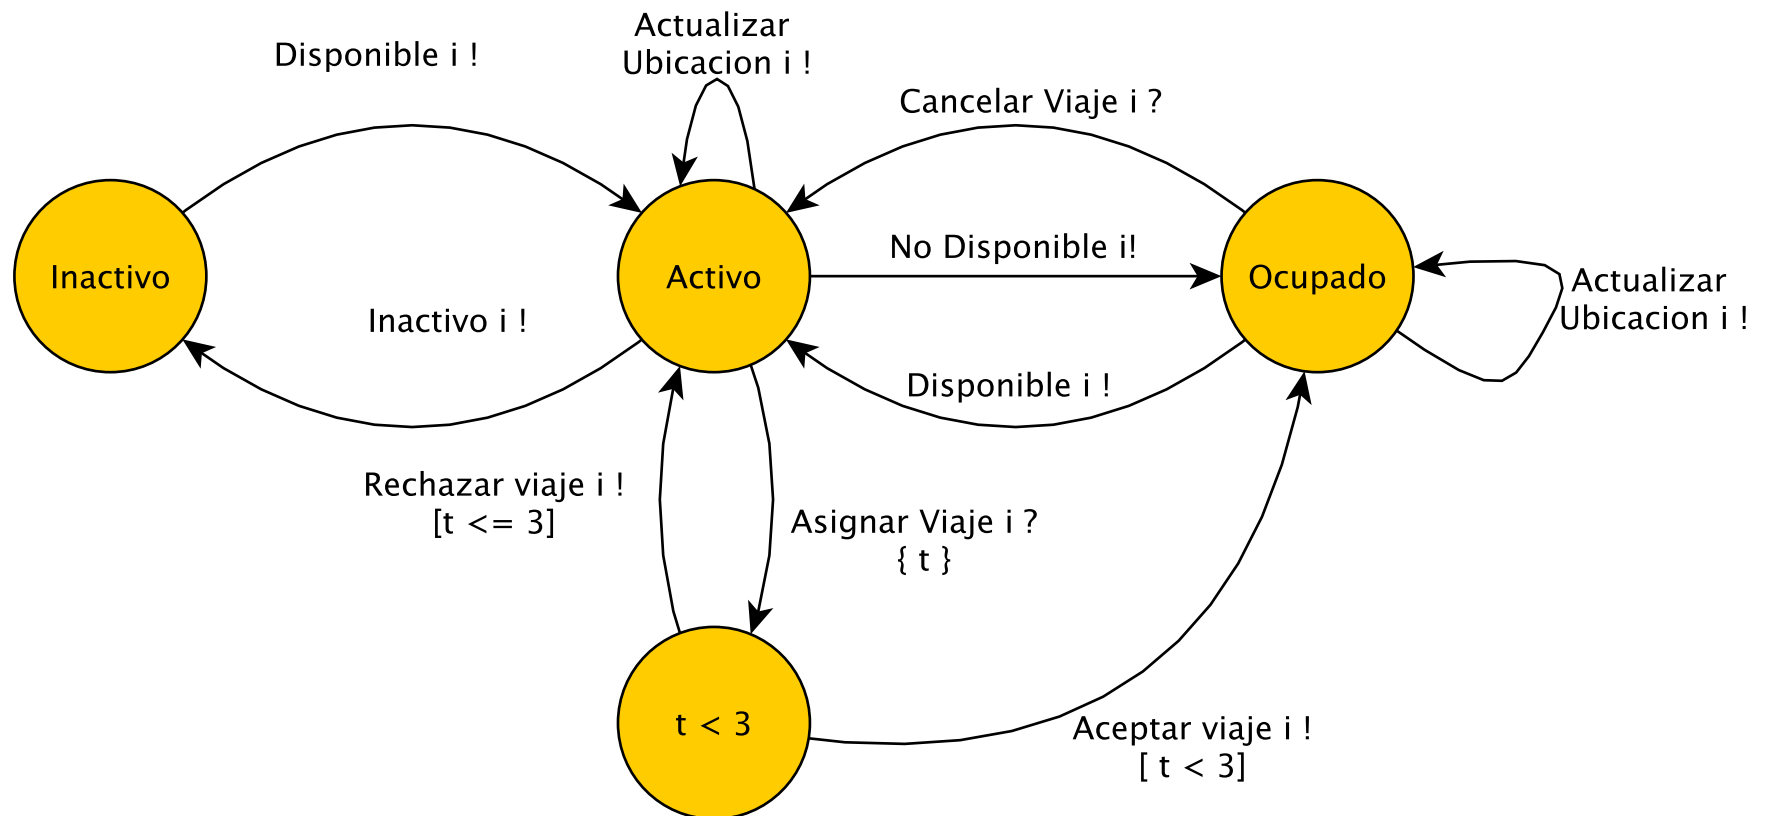 Actualizar
Ubicacion i !
Disponible i !
Cancelar Viaje i ?
No Disponible i!
Inactivo
Activo
Ocupado
Actualizar
Ubicacion i !
Inactivo i !
Disponible i !
Rechazar viaje i !
[t <= 3]
Asignar Viaje i ?
{ t }
t < 3
Aceptar viaje i !
[ t < 3]